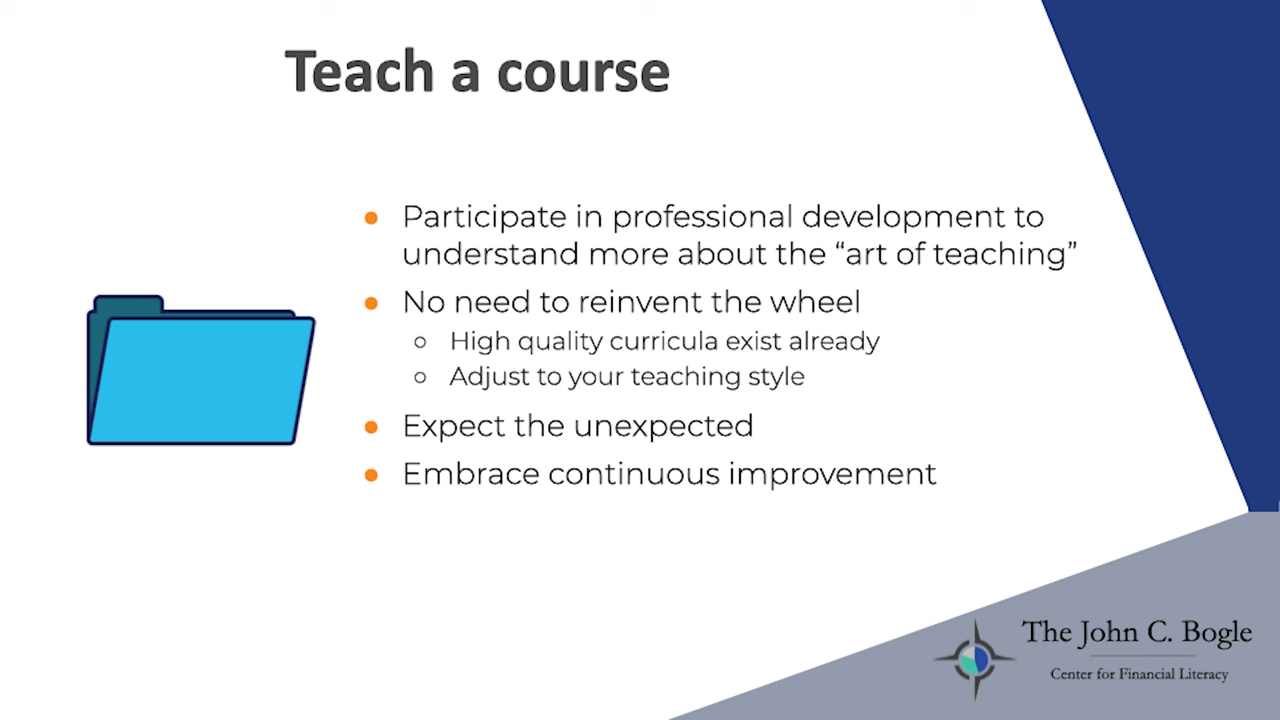 Teach a course
● Participate in professional development to
understand more about the “art of teaching”
● No need to reinvent the wheel
○ High quality curricula exist already
○ Adjust to your teaching style
● Expect the unexpected
● Embrace continuous improvement
The John C. Bogle
Center for Financial Literacy